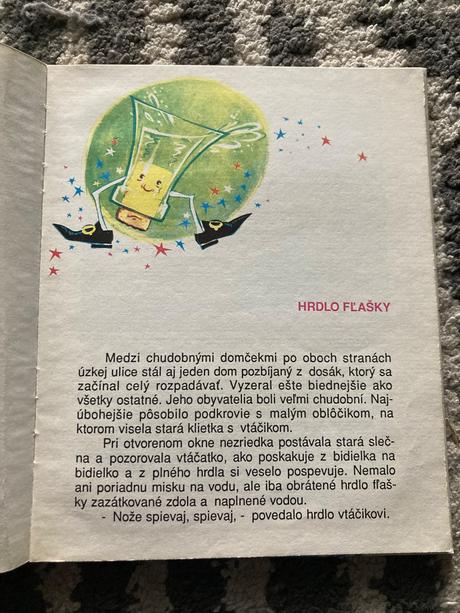 HRDLO FĽAŠKY
Medzi chudobnými domčekmi po oboch stranách
úzkej ulice stál aj jeden dom pozbíjaný z dosák, ktorý sa
začínal celý rozpadávať. Vyzeral ešte biednejšie ako
všetky ostatné. Jeho obyvatelia boli veľmi chudobní. Naj-
úbohejšie pôsobilo podkrovie s malým oblôčikom, na
ktorom visela stará klietka s vtáčikom.
Pri otvorenom okne nezriedka postávala stará sleč-
na a pozorovala vtáčatko, ako poskakuje z bidielka na
bidielko a z plného hrdla si veselo pospevuje. Nemalo
ani poriadnu misku na vodu, ale iba obrátené hrdlo fľaš-
ky zazátkované zdola a naplnené vodou.
- Nože spievaj, spievaj, - povedalo hrdlo vtáčikovi.